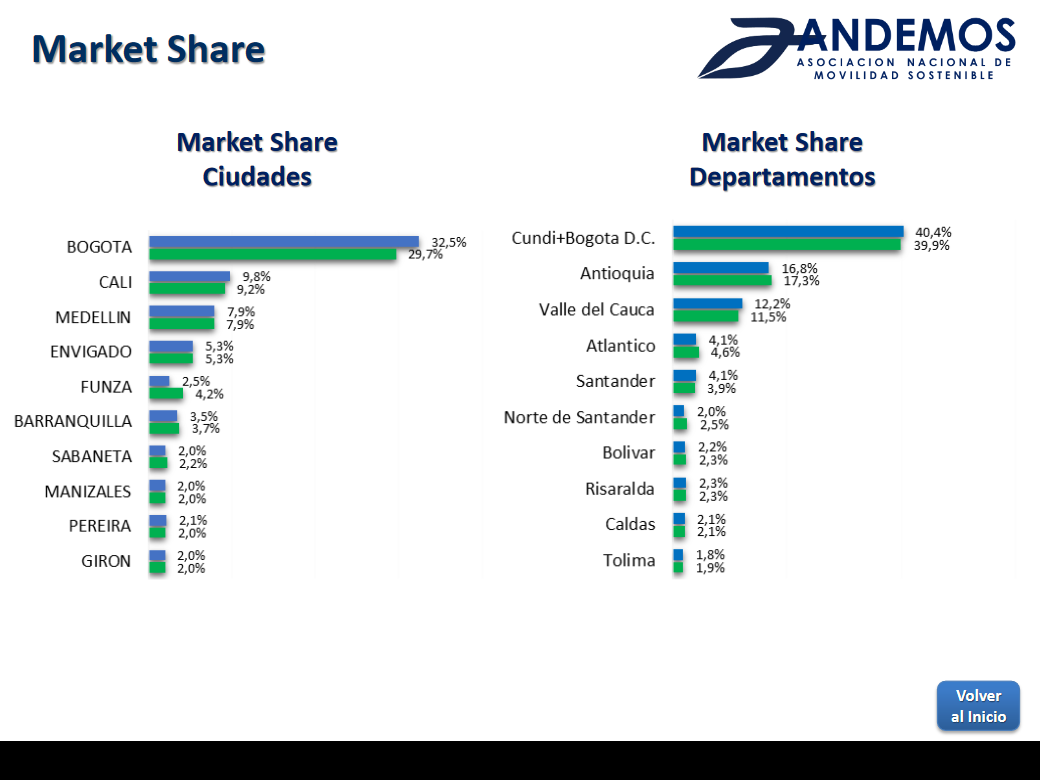 Market Share
ANDEMOS
ASOCIACION NACIONAL DE
MOVILIDAD SOSTENIBLE
Market Share
Ciudades
BOGOTA 32,5%
29,7%
CALI 9,8%
9,2%
MEDELLIN 7,9%
7,9%
ENVIGADO 5,3%
5,3%
FUNZA 2,5%
4,2%
BARRANQUILLA 3,5%
3,7%
SABANETA 2,0%
2,2%
MANIZALES 2,0%
2,0%
PEREIRA 2,1%
2,0%
GIRON 2,0%
2,0%
Market Share
Departamentos
Cundi+Bogota D.C. 40,4%
39,9%
Antioquia 16,8%
17,3%
Valle del Cauca 12,2%
11,5%
Atlantico 4,1%
4,6%
Santander 4,1%
3,9%
Norte de Santander 2,0%
2,5%
Bolivar 2,2%
2,3%
Risaralda 2,3%
2,3%
Caldas 2,1%
2,1%
Tolima 1,8%
1,9%
Volver
al Inicio